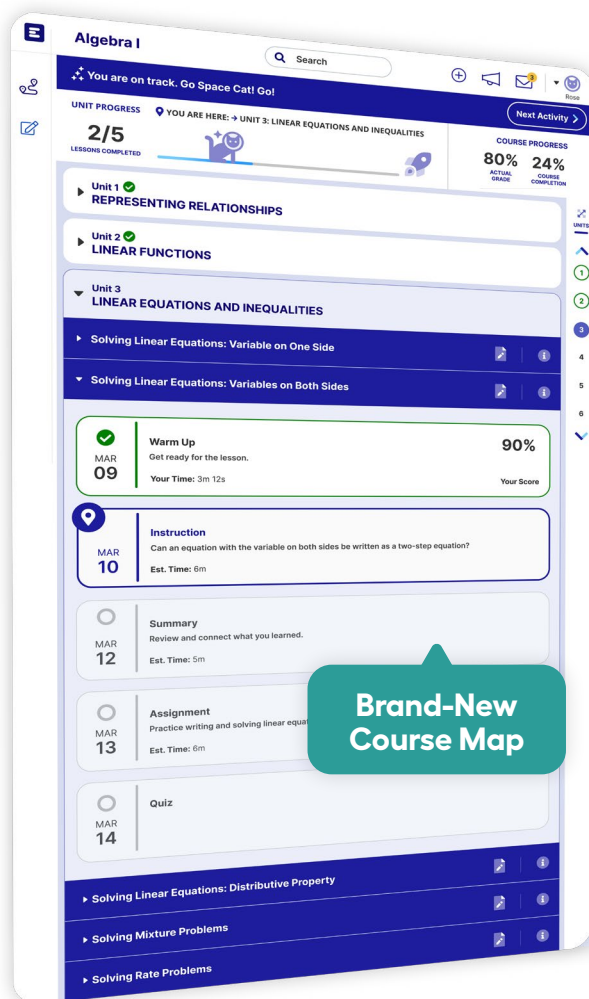 E
Algebra I
Search
3
Rose
You are on track. Go Space Cat! Go!
Next Activity
UNIT PROGRESS
2/5
LESSONS COMPLETED
YOU ARE HERE: → UNIT 3: LINEAR EQUATIONS AND INEQUALITIES
COURSE PROGRESS
80%
ACTUAL
GRADE
24%
COURSE
COMPLETION
Unit 1
REPRESENTING RELATIONSHIPS
Unit 2
LINEAR FUNCTIONS
Unit 3
LINEAR EQUATIONS AND INEQUALITIES
Solving Linear Equations: Variable on One Side
Solving Linear Equations: Variables on Both Sides
MAR
09
Warm Up
Get ready for the lesson.
Your Time: 3m 12s
90%
Your Score
MAR
10
Instruction
Can an equation with the variable on both sides be written as a two-step equation?
Est. Time: 6m
MAR
12
Summary
Review and connect what you learned.
Est. Time: 5m
MAR
13
Assignment
Practice writing and solving linear equa
Est. Time: 6m
Brand-New
Course Map
MAR
14
Quiz
Solving Linear Equations: Distributive Property
Solving Mixture Problems
Solving Rate Problems
UNITS
1
2
3
4
5
6